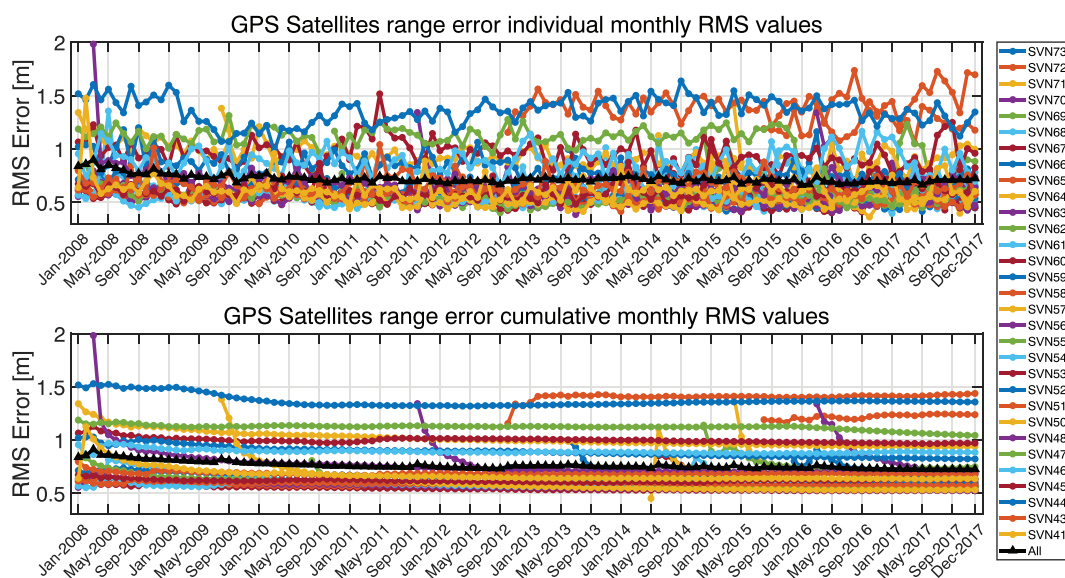 GPS Satellites range error individual monthly RMS values
2
1.5
1
0.5
RMS Error [m]
Jan-2008
May-2008
Sep-2008
Jan-2009
May-2009
Sep-2009
Jan-2010
May-2010
Sep-2010
Jan-2011
May-2011
Sep-2011
Jan-2012
May-2012
Sep-2012
Jan-2013
May-2013
Sep-2013
Jan-2014
May-2014
Sep-2014
Jan-2015
May-2015
Sep-2015
Jan-2016
May-2016
Sep-2016
Jan-2017
May-2017
Sep-2017
Dec-2017
GPS Satellites range error cumulative monthly RMS values
2
1.5
1
0.5
RMS Error [m]
Jan-2008
May-2008
Sep-2008
Jan-2009
May-2009
Sep-2009
Jan-2010
May-2010
Sep-2010
Jan-2011
May-2011
Sep-2011
Jan-2012
May-2012
Sep-2012
Jan-2013
May-2013
Sep-2013
Jan-2014
May-2014
Sep-2014
Jan-2015
May-2015
Sep-2015
Jan-2016
May-2016
Sep-2016
Jan-2017
May-2017
Sep-2017
Dec-2017
SVN73
SVN72
SVN71
SVN70
SVN69
SVN68
SVN67
SVN66
SVN65
SVN64
SVN63
SVN62
SVN61
SVN60
SVN59
SVN58
SVN57
SVN56
SVN55
SVN54
SVN53
SVN52
SVN51
SVN50
SVN48
SVN47
SVN46
SVN45
SVN44
SVN43
SVN41
All